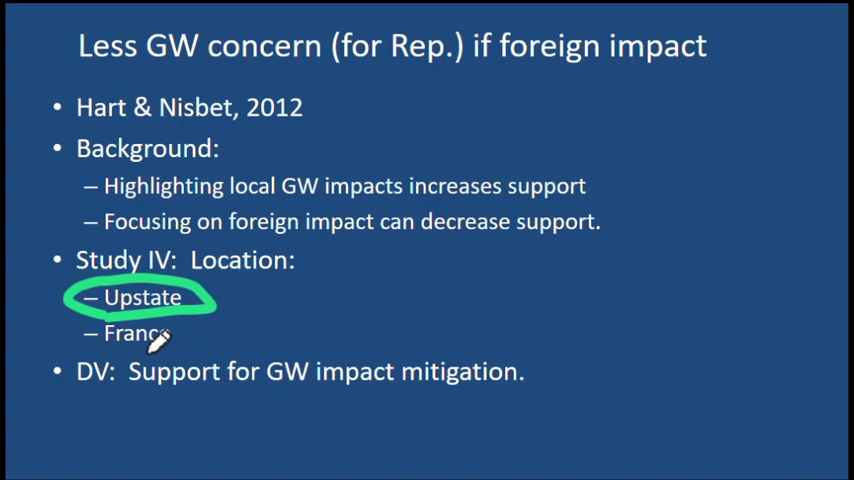 Less GW concern (for Rep.) if foreign impact
• Hart & Nisbet, 2012
• Background:
– Highlighting local GW impacts increases support
– Focusing on foreign impact can decrease support.
• Study IV: Location:
– Upstate
– France
• DV: Support for GW impact mitigation.